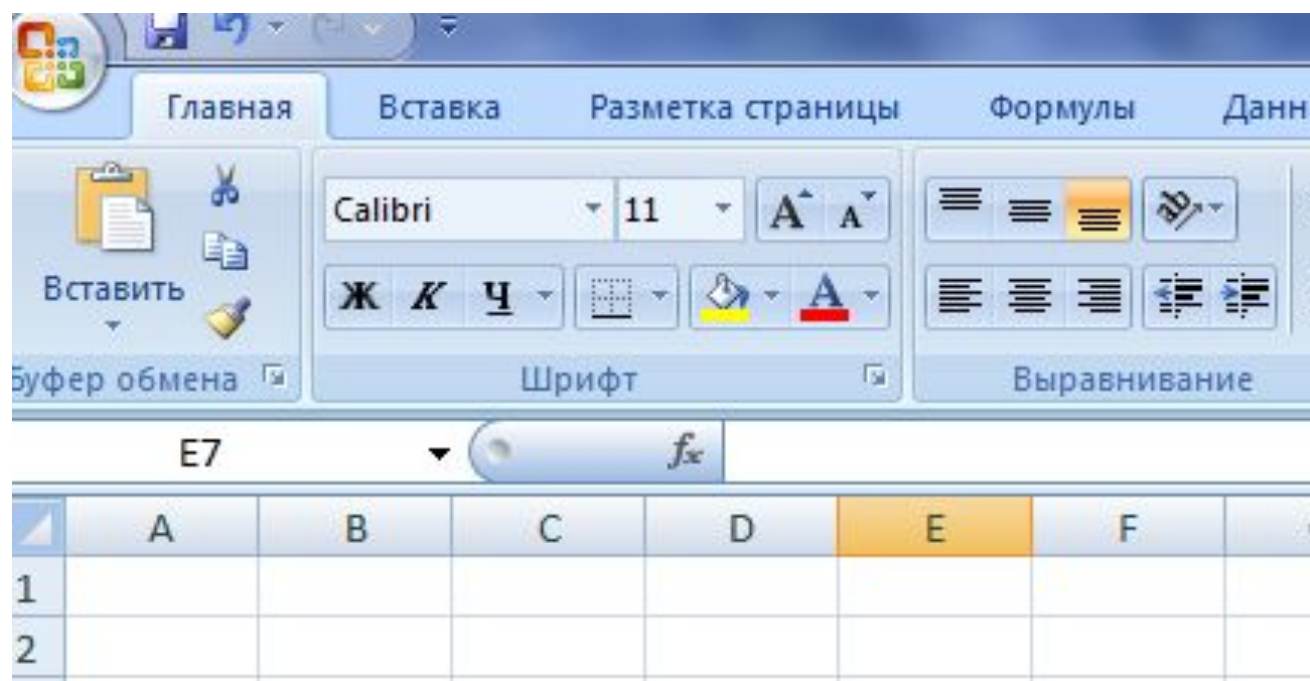 Главная Вставка Разметка страницы Формулы Данн
Calibri 11 A A
Вставить Ж К Ч A
Буфер обмена Шрифт Выравнивание
E7 fx
A B C D E F
1
2